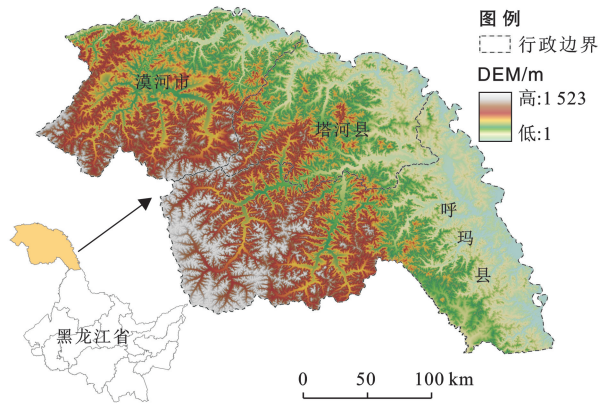 图例
行政边界
DEM/m
高:1 523
低:1
漠河市
塔河县
呼玛县
黑龙江省
0 50 100 km